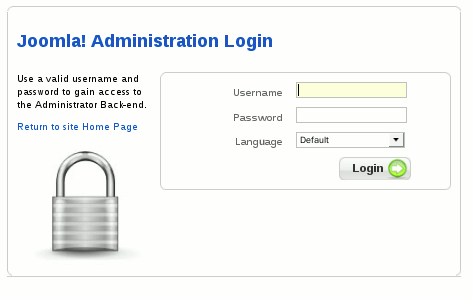 Joomla! Administration Login
Use a valid username and
password to gain access to
the Administrator Back-end.
Return to site Home Page
Username
Password
Language
Default
Login